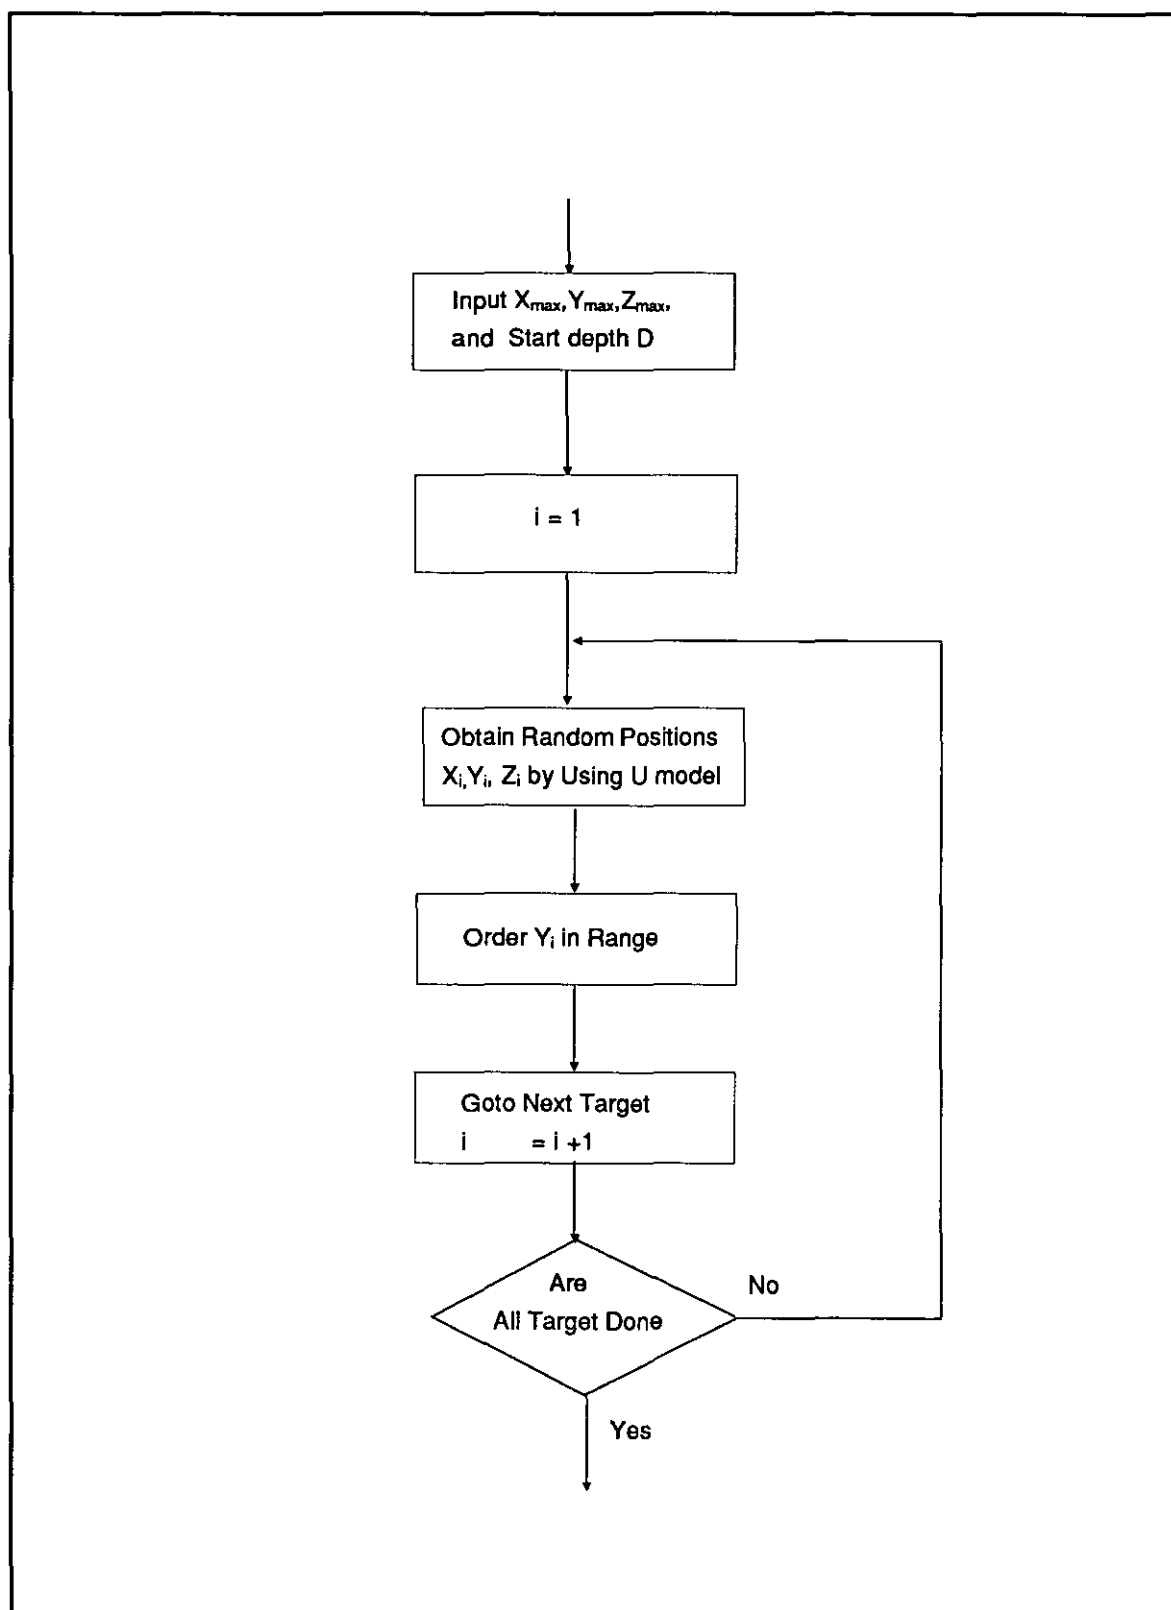 Input Xmax,Ymax,Zmax,
and Start depth D
i = 1
Obtain Random Positions
Xi,Yi, Zi by Using U model
Order Yi in Range
Goto Next Target
i = i +1
Are
All Target Done
No
Yes